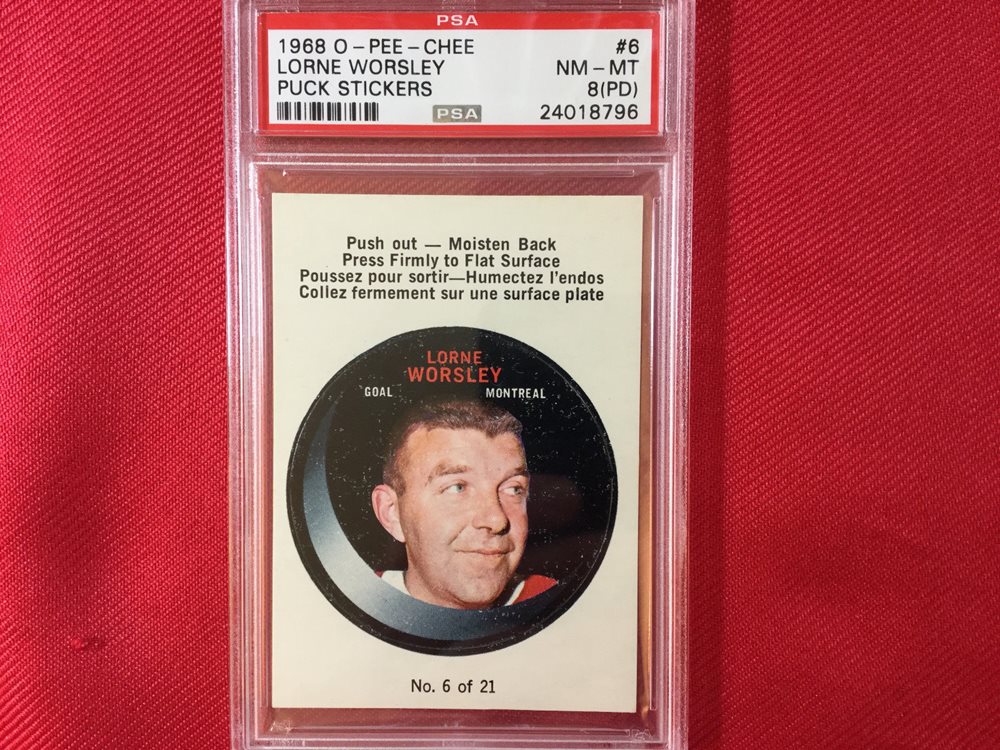 PSA
1968 O-PEE-CHEE #6
LORNE WORSLEY NM-MT
PUCK STICKERS 8(PD)
PSA 24018796
Push out — Moisten Back
Press Firmly to Flat Surface
Poussez pour sortir—Humectez l'endos
Collez fermement sur une surface plate
LORNE
WORSLEY
GOAL MONTREAL
No. 6 of 21